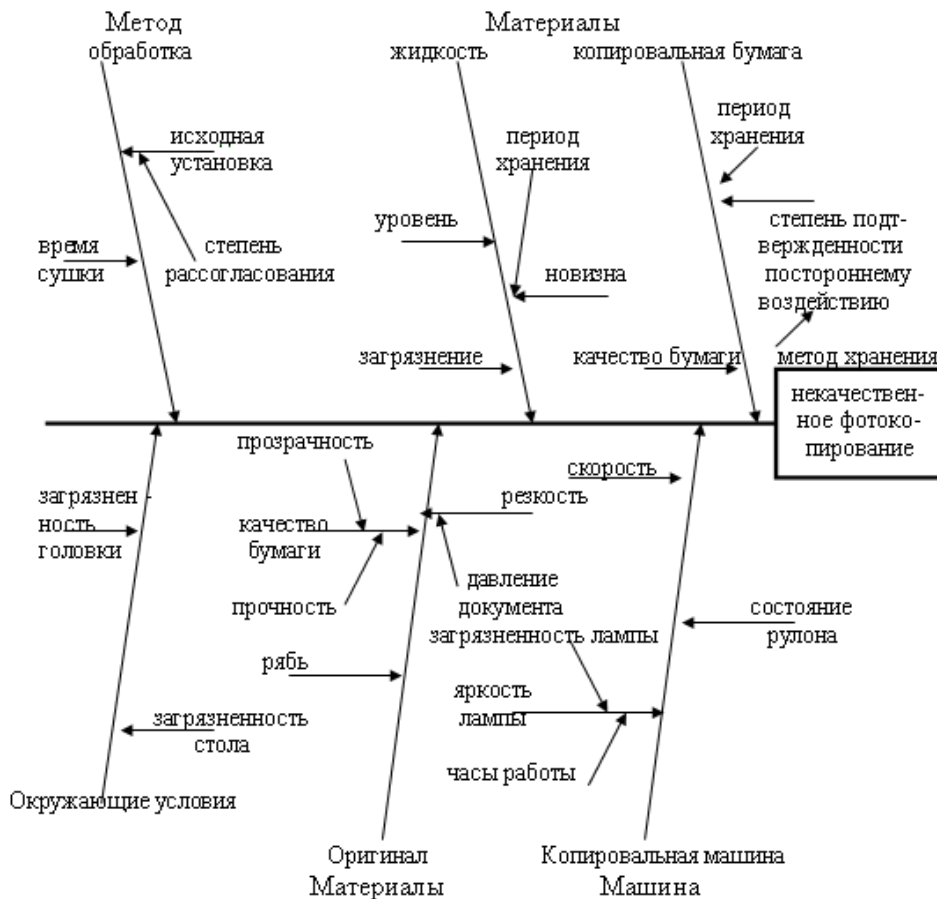 Метод
обработка
Материалы
жидкость
копировальная бумага
исходная
установка
период
хранения
период
хранения
уровень
степень подт-
вержденности
постороннему
воздействию
время
сушки
степень
рассогласования
новизна
загрязнение
качество бумаги
метод хранения
некачествен-
ное фотоко-
пирование
прозрачность
скорость
загрязнен -
ность
головки
качество
бумаги
резкость
прочность
давление
документа
загрязненность лампы
состояние
рулона
рябь
яркость
лампы
загрязненность
стола
часы работы
Окружающие условия
Оригинал
Материалы
Копировальная машина
Машина